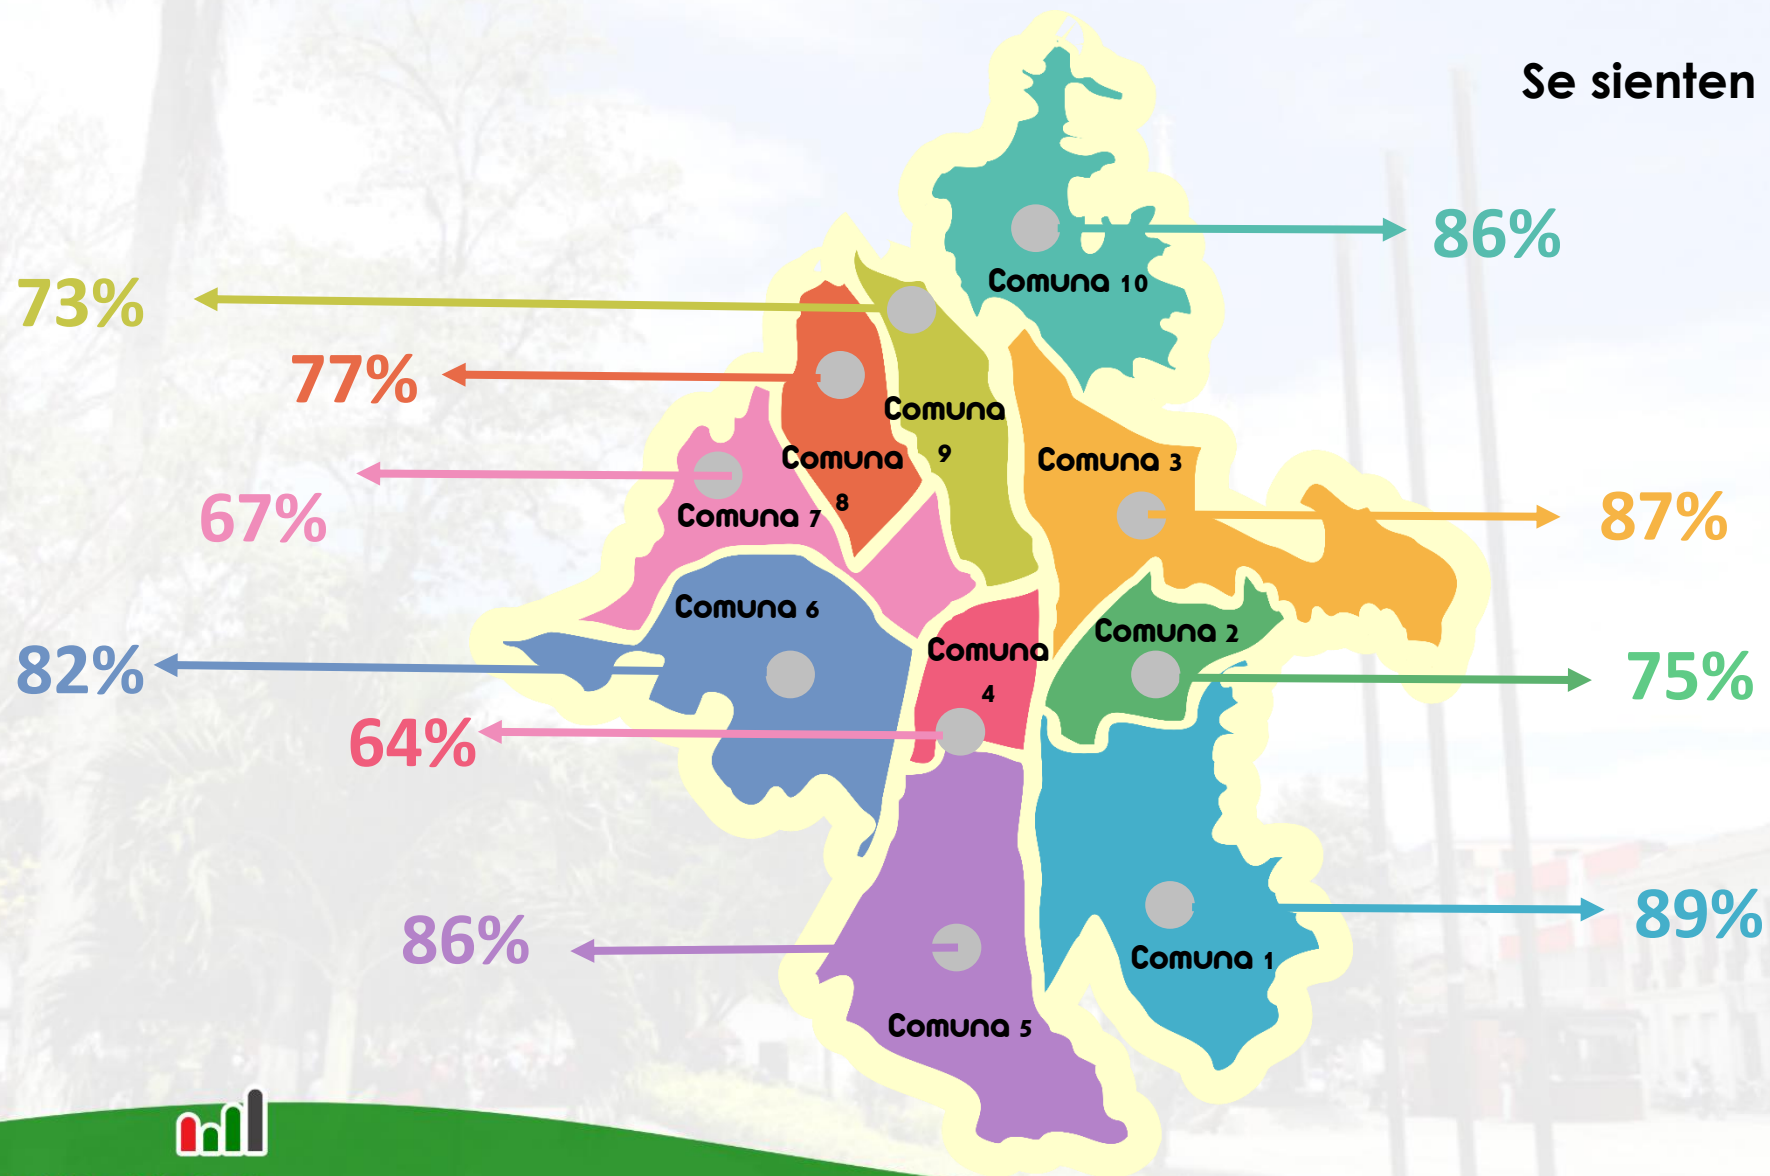 Se sienten
86%
Comuna 10
73%
77%
Comuna
9
Comuna 3
Comuna
8
67%
Comuna 7
87%
Comuna 6
Comuna 2
Comuna
4
82%
75%
64%
89%
86%
Comuna 1
Comuna 5